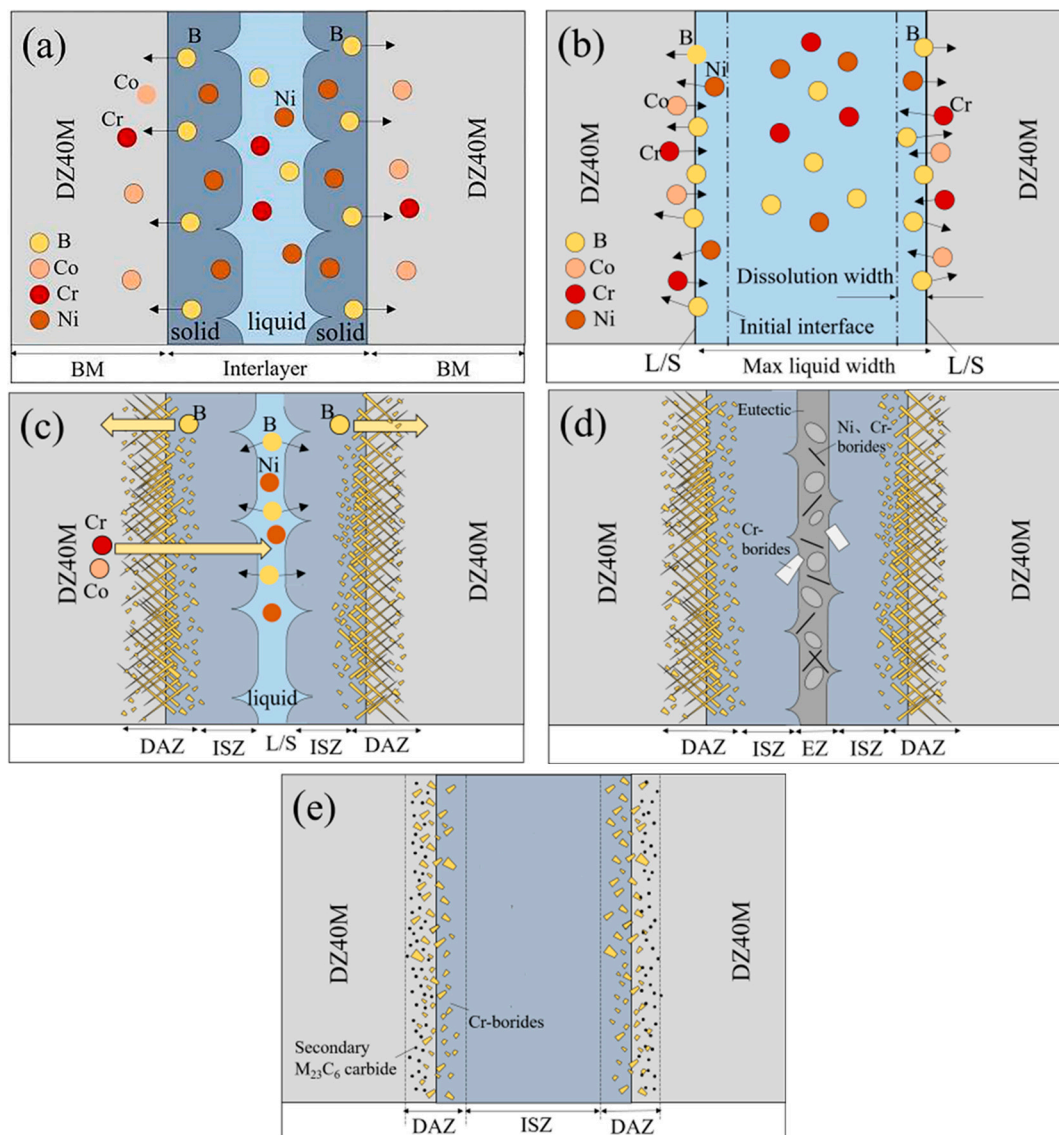 (a)
B
B
Co
Ni
Cr
DZ40M
DZ40M
B
Co
Cr
Ni
solid
liquid
solid
BM
Interlayer
BM
(b)
B
B
Ni
Co
Cr
Cr
DZ40M
DZ40M
B
Co
Cr
Ni
Dissolution width
Initial interface
L/S
Max liquid width
L/S
(c)
B
B
B
Ni
Cr
Co
DZ40M
DZ40M
liquid
DAZ
ISZ
L/S
ISZ
DAZ
(d)
Eutectic
Ni、Cr-
borides
Cr-
borides
DZ40M
DZ40M
DAZ
ISZ
EZ
ISZ
DAZ
(e)
DZ40M
DZ40M
Cr-borides
Secondary
M₂₃C₆ carbide
DAZ
ISZ
DAZ